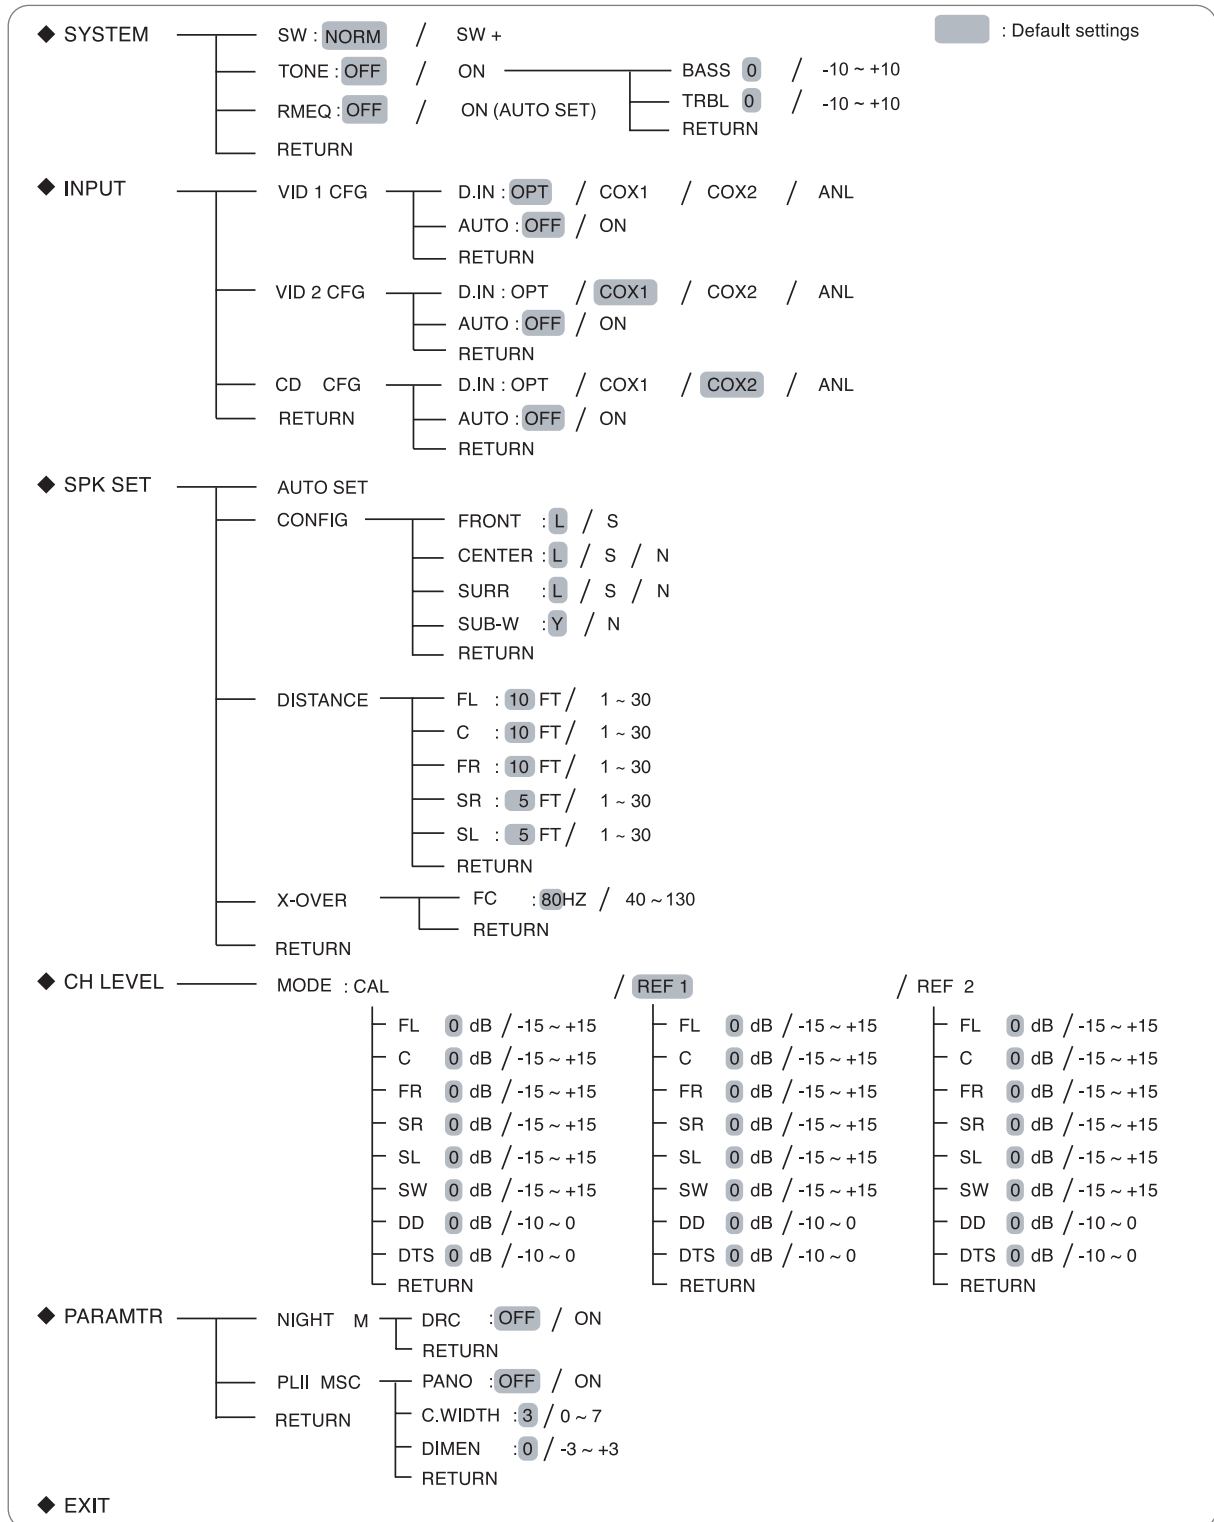 ◆ SYSTEM SW : NORM / SW + : Default settings
TONE : OFF / ON BASS 0 / -10 ~ +10
RMEQ : OFF / ON (AUTO SET) TRBL 0 / -10 ~ +10
RETURN
RETURN
◆ INPUT VID 1 CFG D.IN : OPT / COX1 / COX2 / ANL
AUTO : OFF / ON
RETURN
VID 2 CFG D.IN : OPT / COX1 / COX2 / ANL
AUTO : OFF / ON
RETURN
CD CFG D.IN : OPT / COX1 / COX2 / ANL
RETURN AUTO : OFF / ON
RETURN
◆ SPK SET AUTO SET
CONFIG FRONT : L / S
CENTER : L / S / N
SURR : L / S / N
SUB-W : Y / N
RETURN
DISTANCE FL : 10 FT / 1 ~ 30
C : 10 FT / 1 ~ 30
FR : 10 FT / 1 ~ 30
SR : 5 FT / 1 ~ 30
SL : 5 FT / 1 ~ 30
RETURN
X-OVER FC : 80HZ / 40 ~ 130
RETURN
RETURN
◆ CH LEVEL MODE : CAL / REF 1 / REF 2
FL 0 dB / -15 ~ +15 FL 0 dB / -15 ~ +15 FL 0 dB / -15 ~ +15
C 0 dB / -15 ~ +15 C 0 dB / -15 ~ +15 C 0 dB / -15 ~ +15
FR 0 dB / -15 ~ +15 FR 0 dB / -15 ~ +15 FR 0 dB / -15 ~ +15
SR 0 dB / -15 ~ +15 SR 0 dB / -15 ~ +15 SR 0 dB / -15 ~ +15
SL 0 dB / -15 ~ +15 SL 0 dB / -15 ~ +15 SL 0 dB / -15 ~ +15
SW 0 dB / -15 ~ +15 SW 0 dB / -15 ~ +15 SW 0 dB / -15 ~ +15
DD 0 dB / -10 ~ 0 DD 0 dB / -10 ~ 0 DD 0 dB / -10 ~ 0
DTS 0 dB / -10 ~ 0 DTS 0 dB / -10 ~ 0 DTS 0 dB / -10 ~ 0
RETURN RETURN RETURN
◆ PARAMTR NIGHT M DRC : OFF / ON
RETURN
PLII MSC PANO : OFF / ON
RETURN C.WIDTH : 3 / 0 ~ 7
DIMEN : 0 / -3 ~ +3
RETURN
◆ EXIT